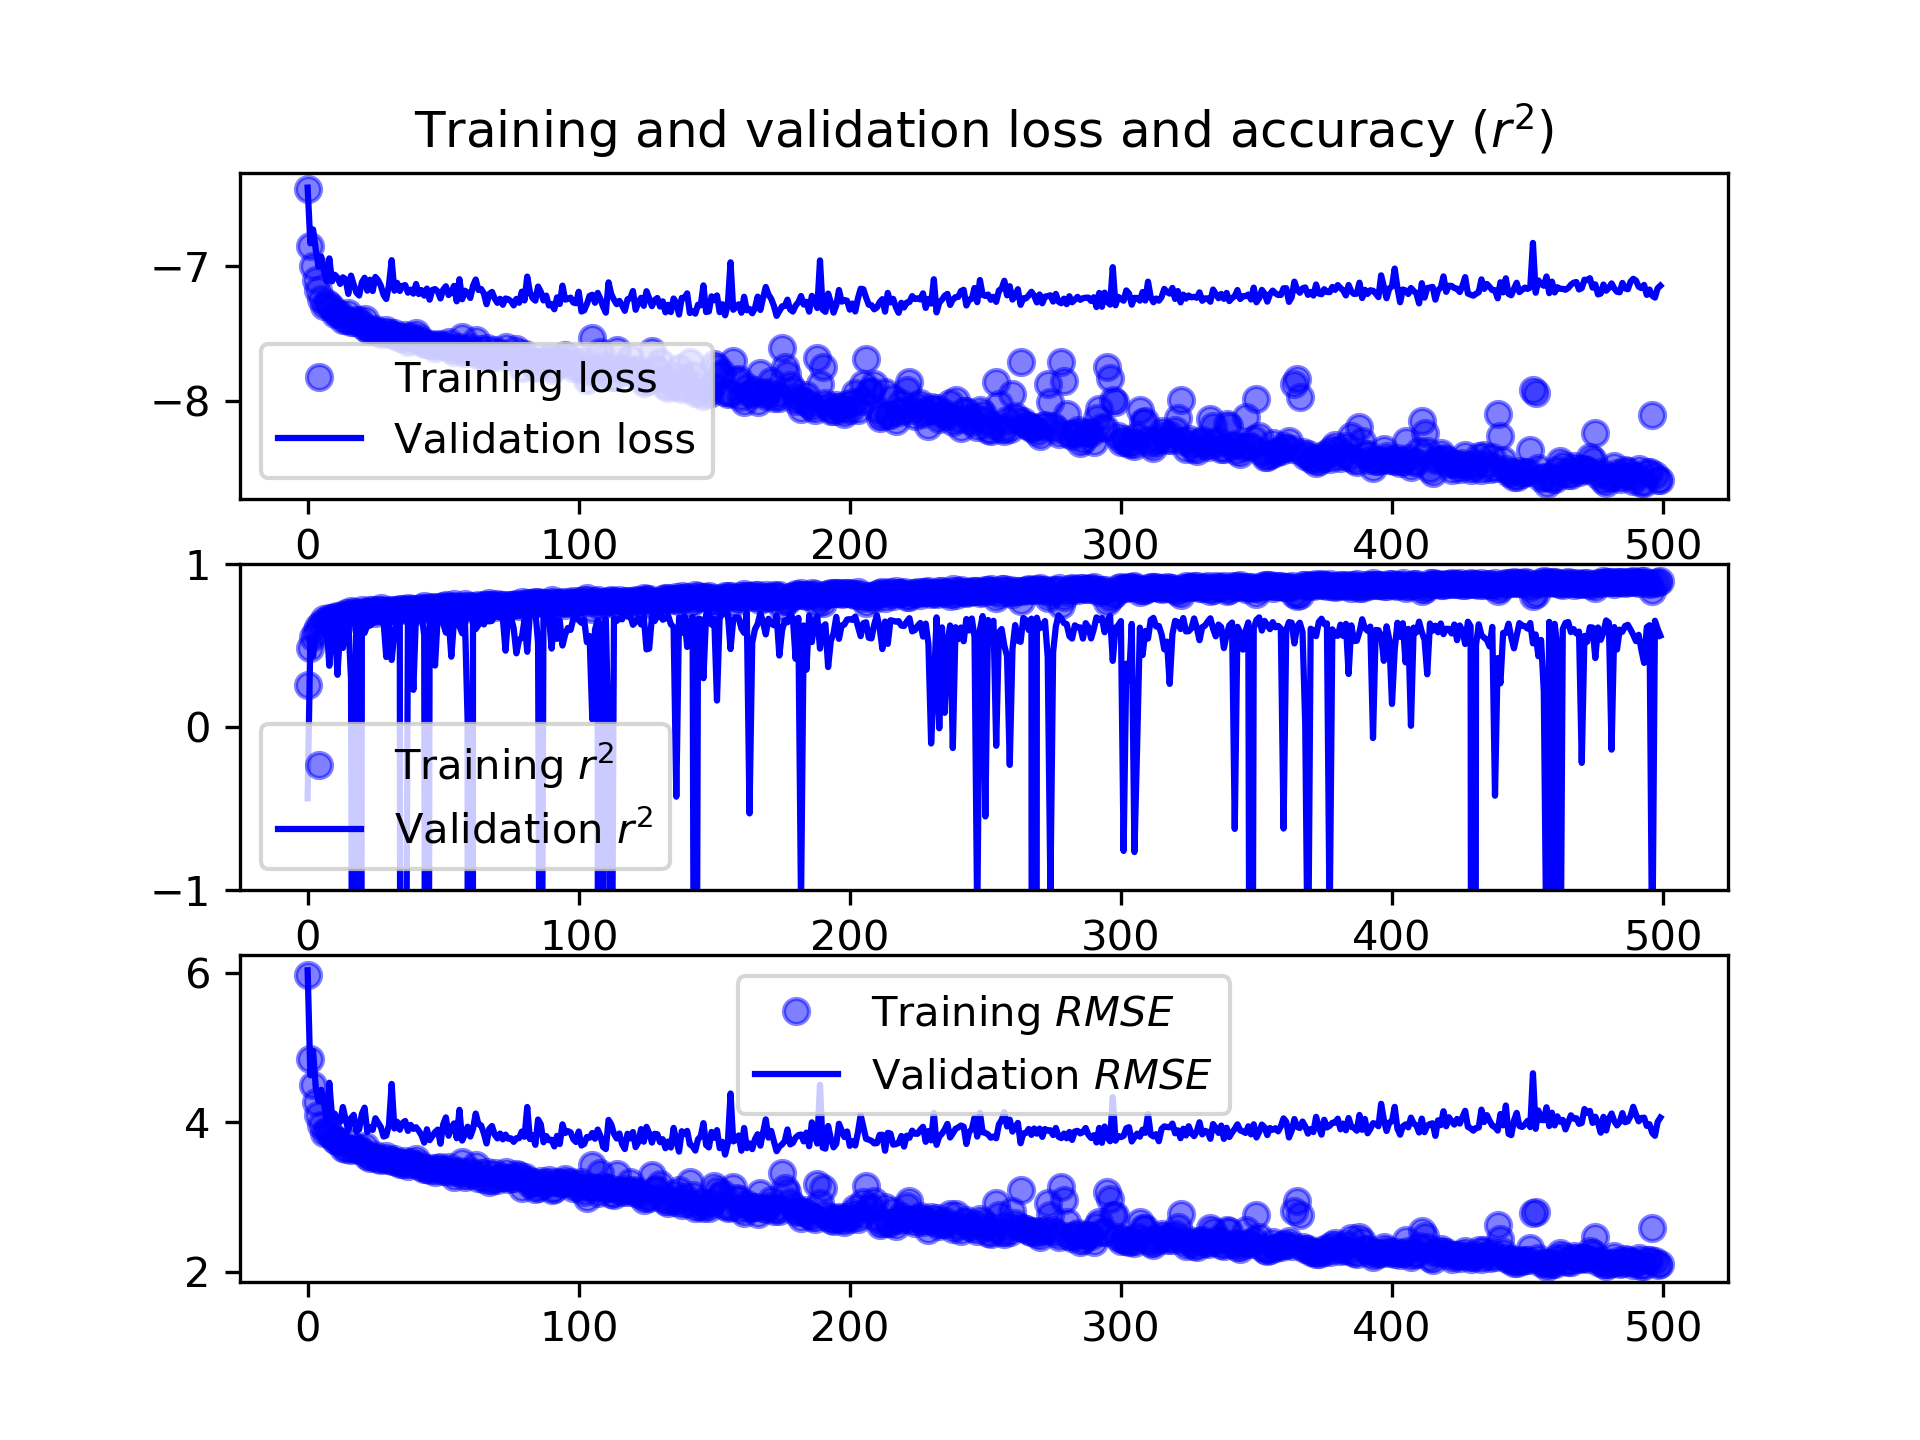 Training and validation loss and accuracy (r²)
−7
−8
Training loss
Validation loss
0 100 200 300 400 500
1
0
−1
Training r²
Validation r²
0 100 200 300 400 500
6
4
2
Training RMSE
Validation RMSE
0 100 200 300 400 500